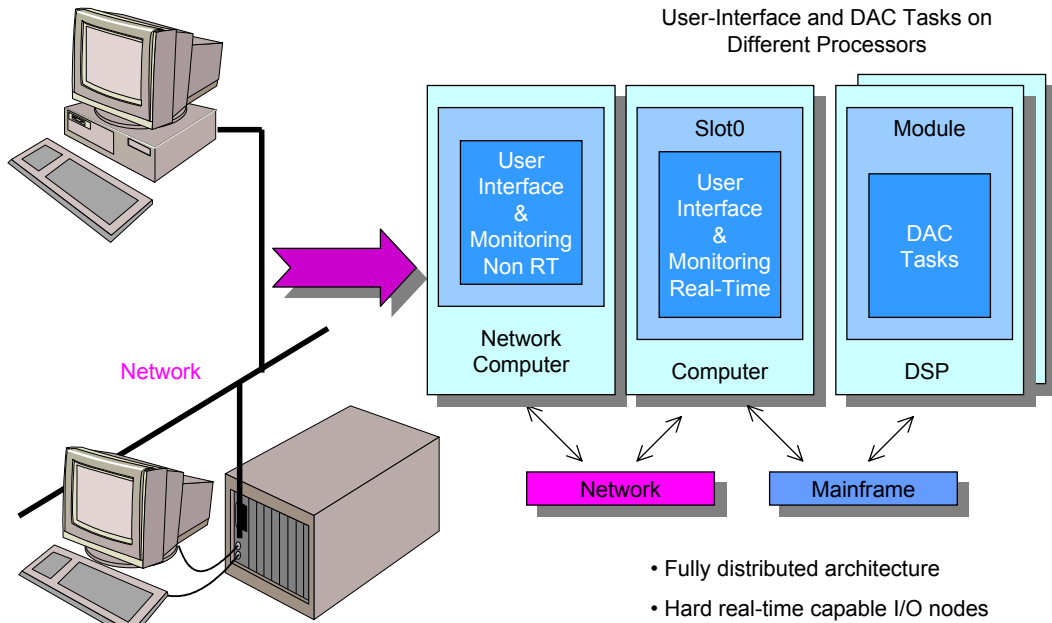 User-Interface and DAC Tasks on
Different Processors
User
Interface
&
Monitoring
Non RT
Network
Computer
Slot0
User
Interface
&
Monitoring
Real-Time
Computer
Module
DAC
Tasks
DSP
Network
Network
Mainframe
• Fully distributed architecture
• Hard real-time capable I/O nodes